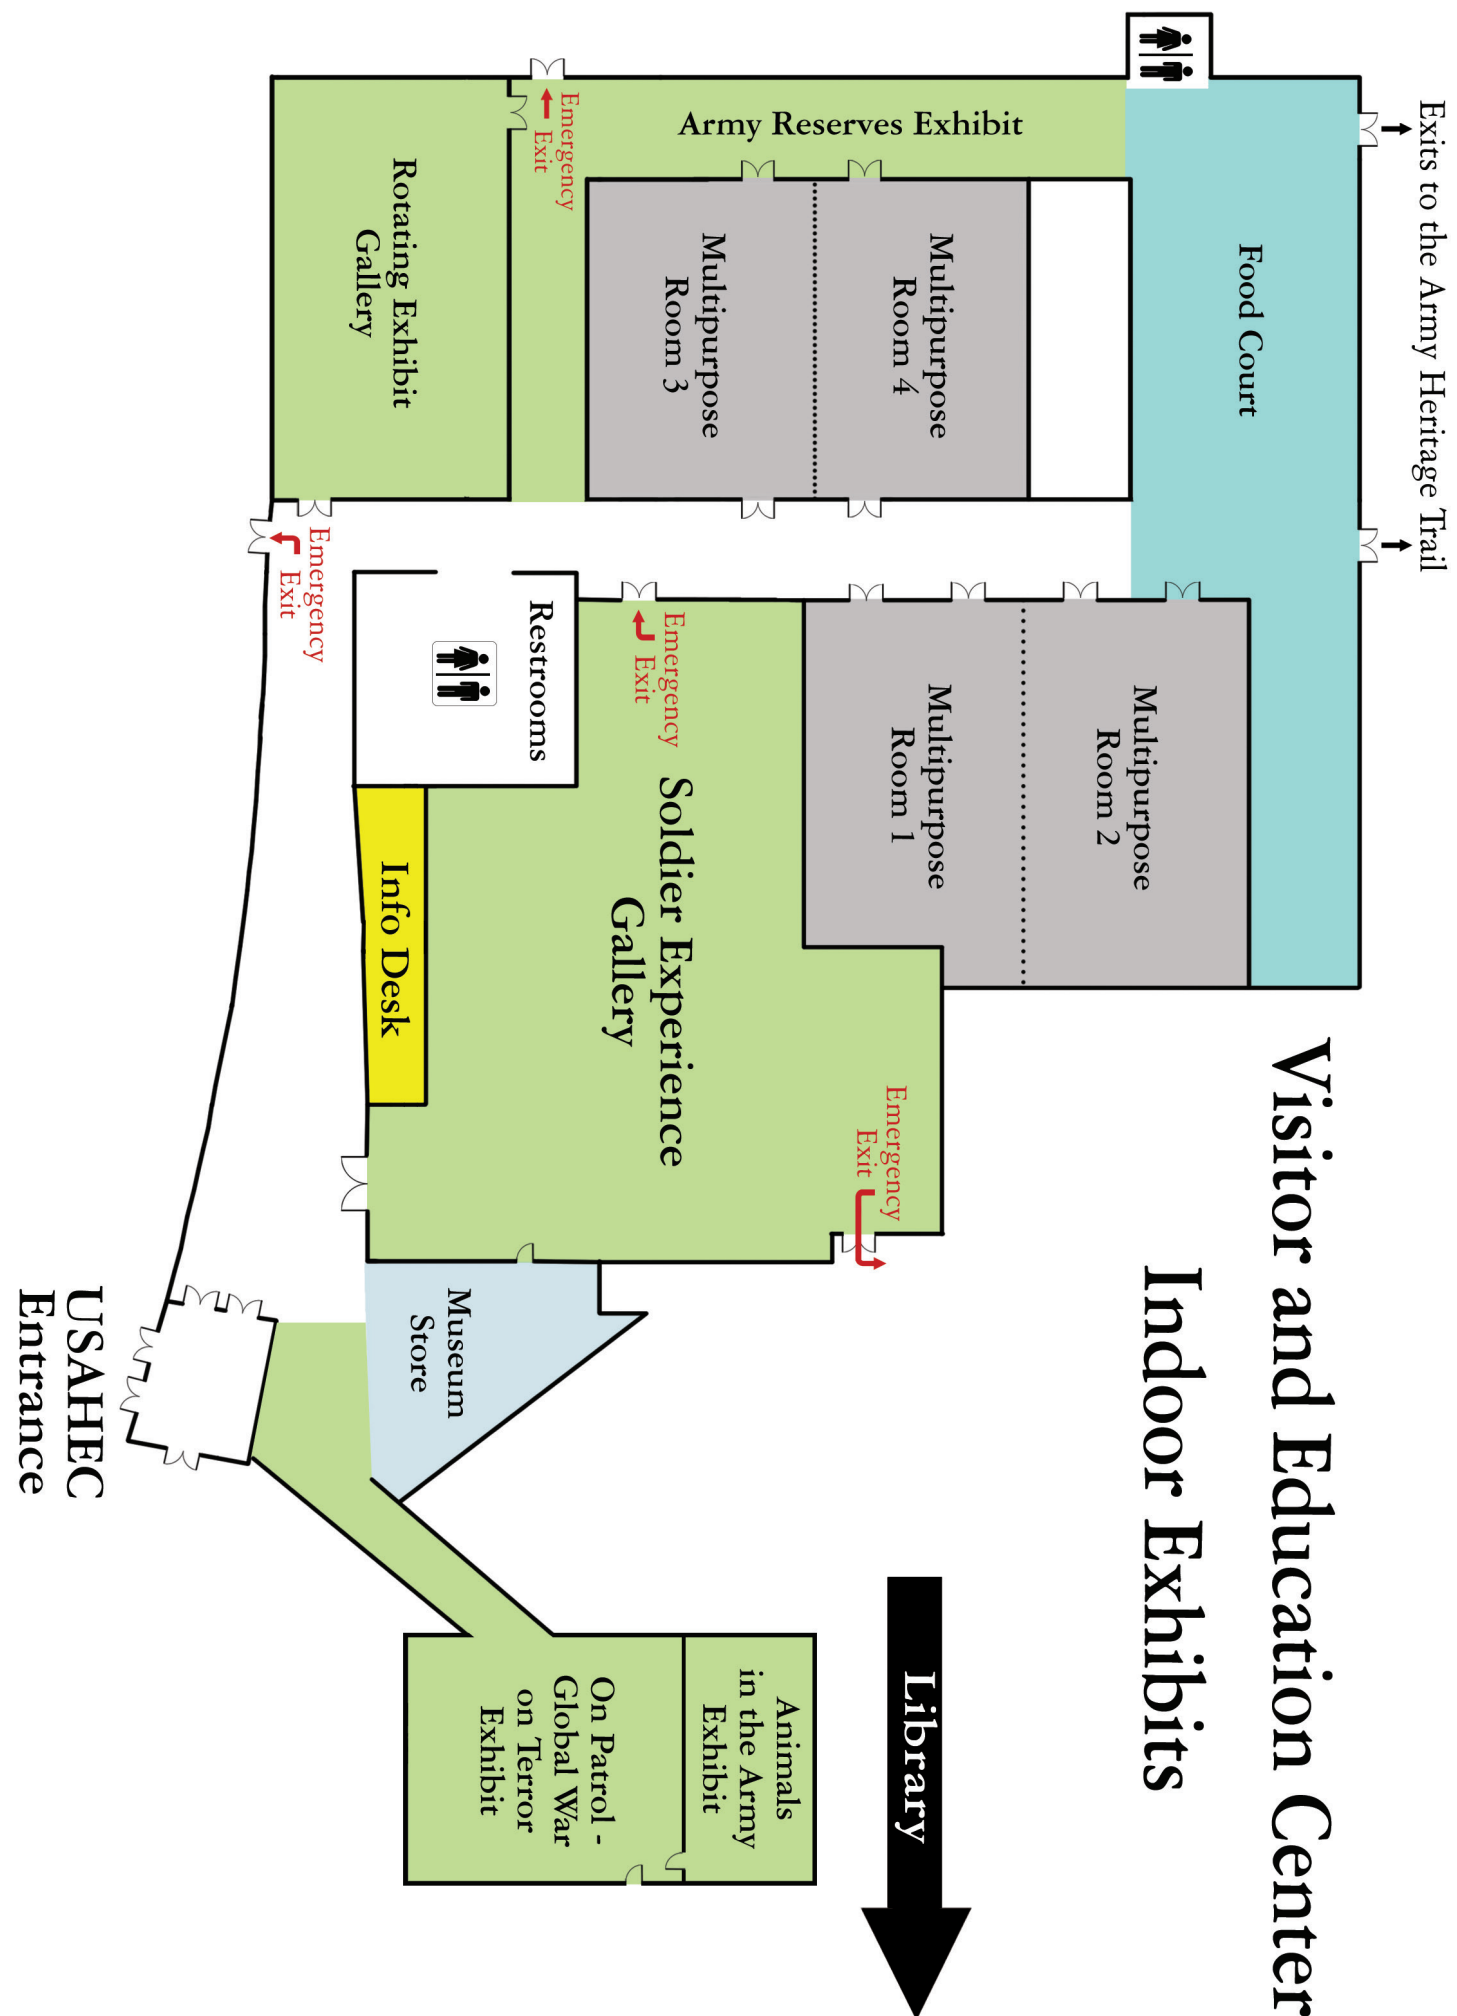 Visitor and Education Center
Indoor Exhibits
Exits to the Army Heritage Trail
Food Court
Army Reserves Exhibit
Multipurpose
Room 4
Multipurpose
Room 3
Emergency
Exit
Rotating Exhibit
Gallery
Multipurpose
Room 2
Multipurpose
Room 1
Emergency
Exit
Soldier Experience
Gallery
Emergency
Exit
Restrooms
Emergency
Exit
Info Desk
Museum
Store
Library
Animals
in the Army
Exhibit
On Patrol -
Global War
on Terror
Exhibit
USAHEC
Entrance